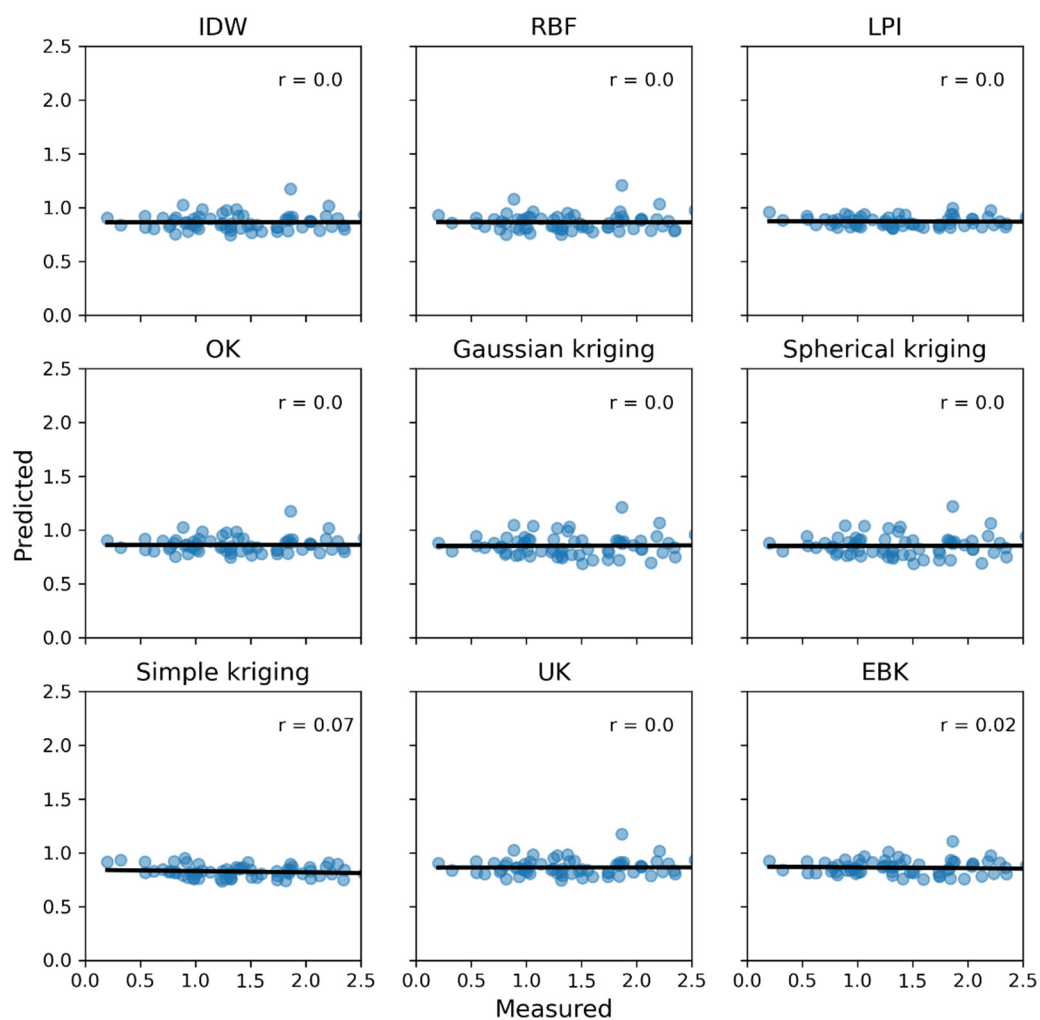 IDW RBF LPI
2.5
r = 0.0 r = 0.0 r = 0.0
2.0
1.5
1.0
0.5
0.0
OK Gaussian kriging Spherical kriging
2.5
r = 0.0 r = 0.0 r = 0.0
2.0
1.5
1.0
0.5
0.0
Predicted
Simple kriging UK EBK
2.5
r = 0.07 r = 0.0 r = 0.02
2.0
1.5
1.0
0.5
0.0
0.0 0.5 1.0 1.5 2.0 2.5 0.0 0.5 1.0 1.5 2.0 2.5 0.0 0.5 1.0 1.5 2.0 2.5
Measured